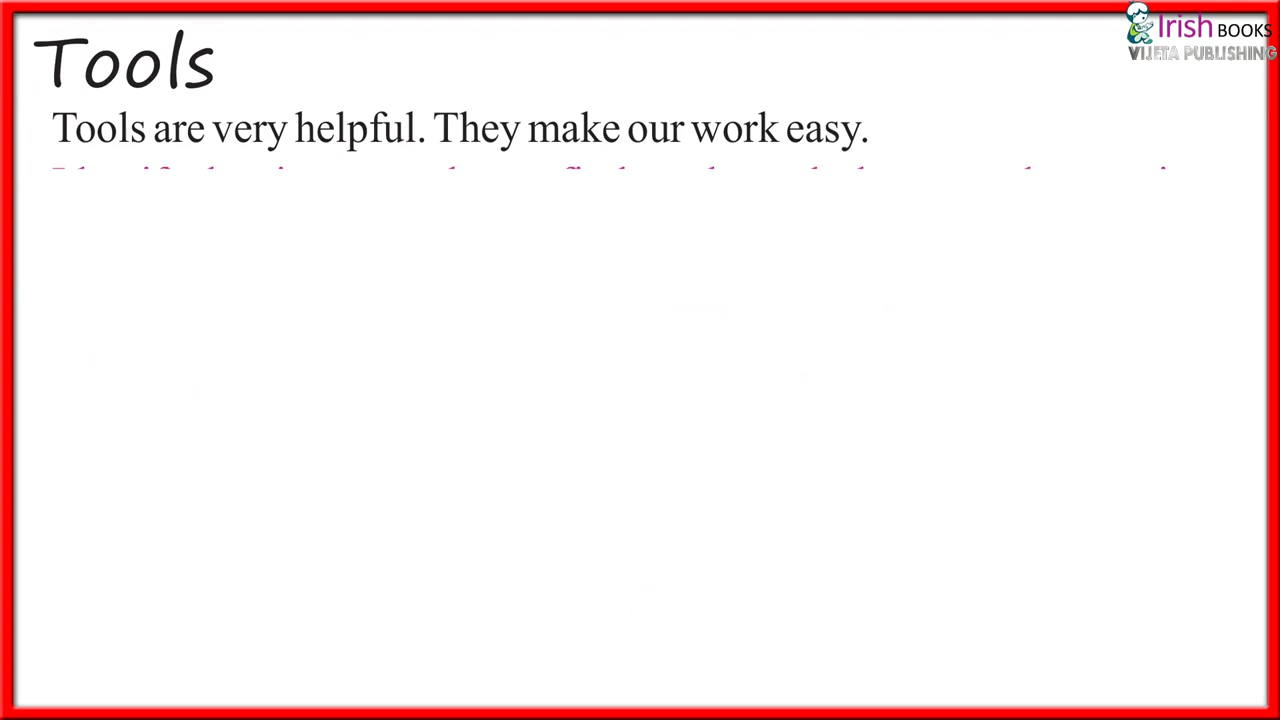 Irish BOOKS
VIJETA PUBLISHING
Tools
Tools are very helpful. They make our work easy.